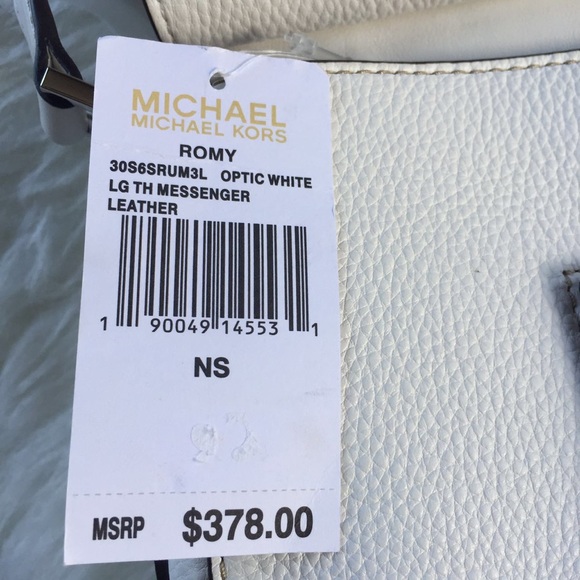 MICHAEL
MICHAEL KORS
ROMY
30S6SRUM3L OPTIC WHITE
LG TH MESSENGER
LEATHER
1 90049 14553 1
NS
MSRP $378.00